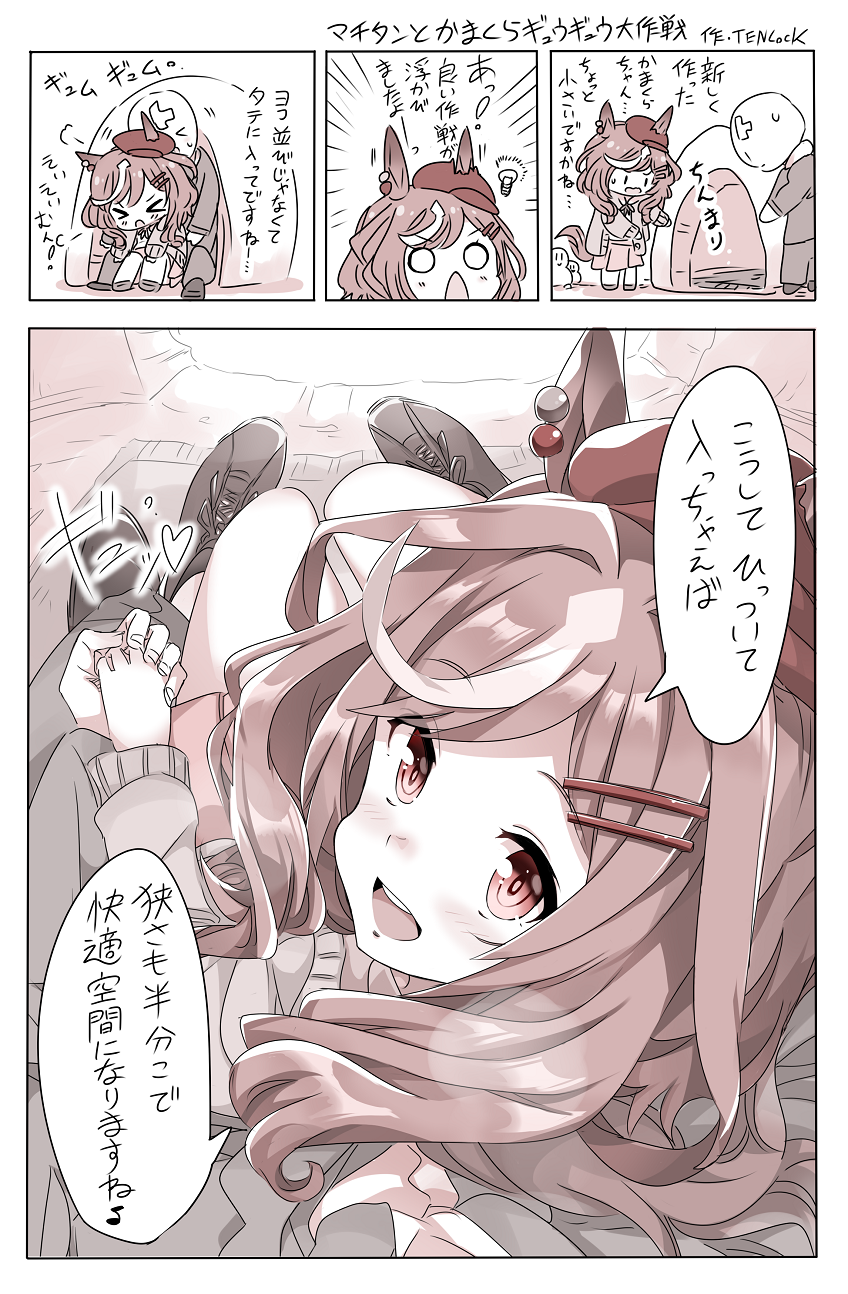 マチタンとかまくらギュウギュウ大作戦 作.TENLocK
新しく
作った
かまくら
ちゃん…
ちょっと
小さいですかね…
ちんまり
あっ!
良い作戦が
浮かび
ましたよーっ
ヨコ並びじゃなくて
タテに入ってですね…
ギュム ギュム。
えいえいむんっ!
こうして ひっついて
入っちゃえば
ギュッ♡
狭さも半分こで
快適空間になりますね♪